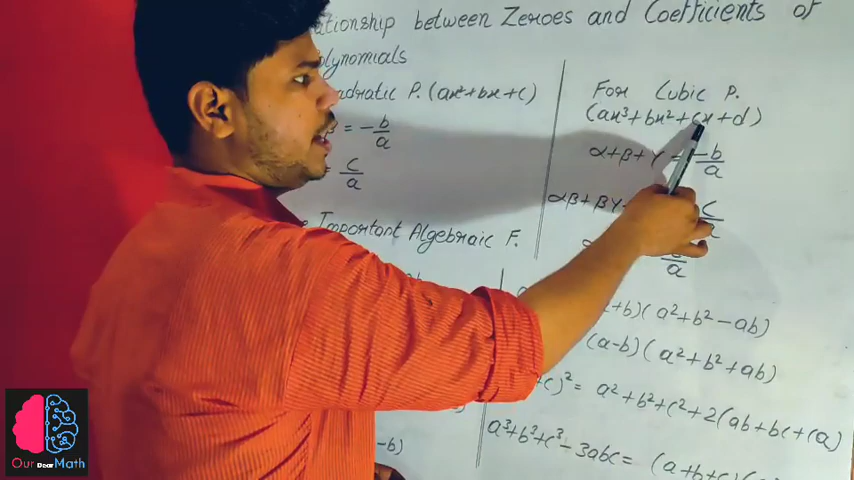 ationship between Zeroes and Coefficients of
lynomials
adratic P. (ax²+bx+c)
= -b/a
= c/a
Important Algebraic F.
For Cubic P.
(ax³+bx²+cx+d)
α+β+γ = -b/a
αβ+βγ c/a
a
+b)(a²+b²-ab)
(a-b)(a²+b²+ab)
+c)² = a²+b²+c²+2(ab+bc+ca)
a³+b³+c³-3abc= (a+b+c)(
-b)
Our Dear Math